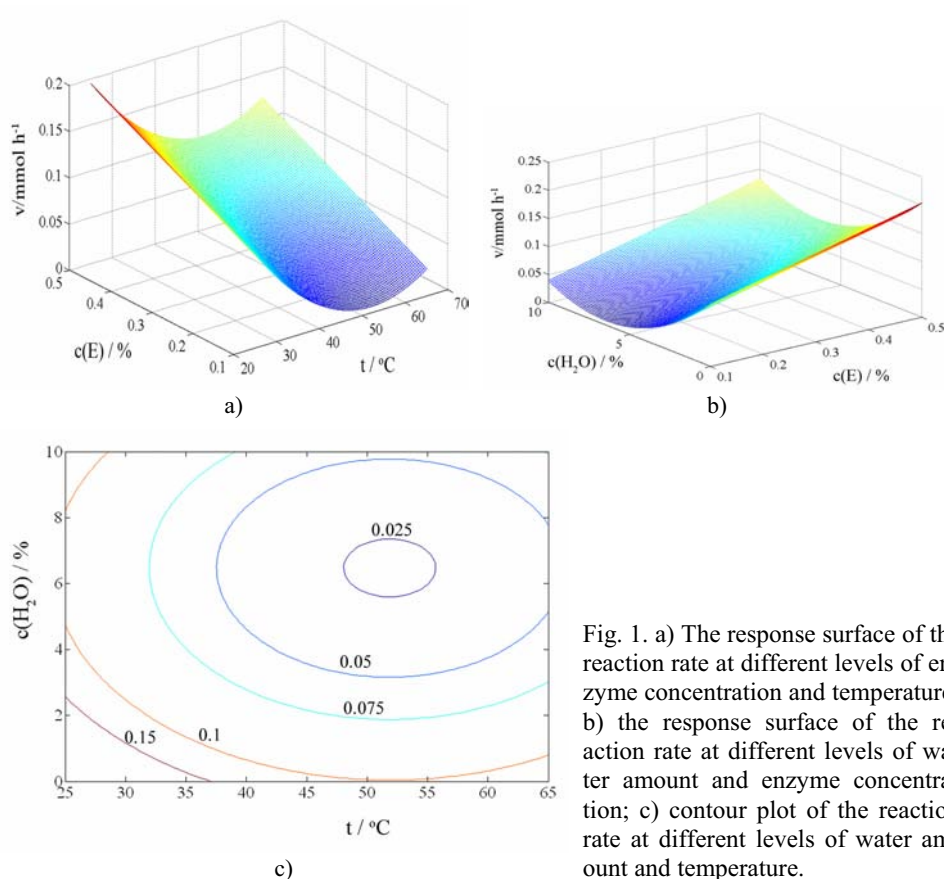 0.2
0.15
0.1
0.05
0
v/mmol h-1
0.5
0.4
0.3
0.2
0.1
c(E) / %
20
30
40
50
60
70
t / ºC
a)
0.25
0.2
0.15
0.1
0.05
0
v/mmol h-1
10
5
0
c(H2O) / %
0.1
0.2
0.3
0.4
0.5
c(E) / %
b)
10
8
6
4
2
0
c(H2O) / %
0.025
0.05
0.075
0.1
0.15
25
30
35
40
45
50
55
60
65
t / ºC
c)
Fig. 1. a) The response surface of th
reaction rate at different levels of en
zyme concentration and temperature
b) the response surface of the re
action rate at different levels of wa
ter amount and enzyme concentra
tion; c) contour plot of the reaction
rate at different levels of water am
ount and temperature.